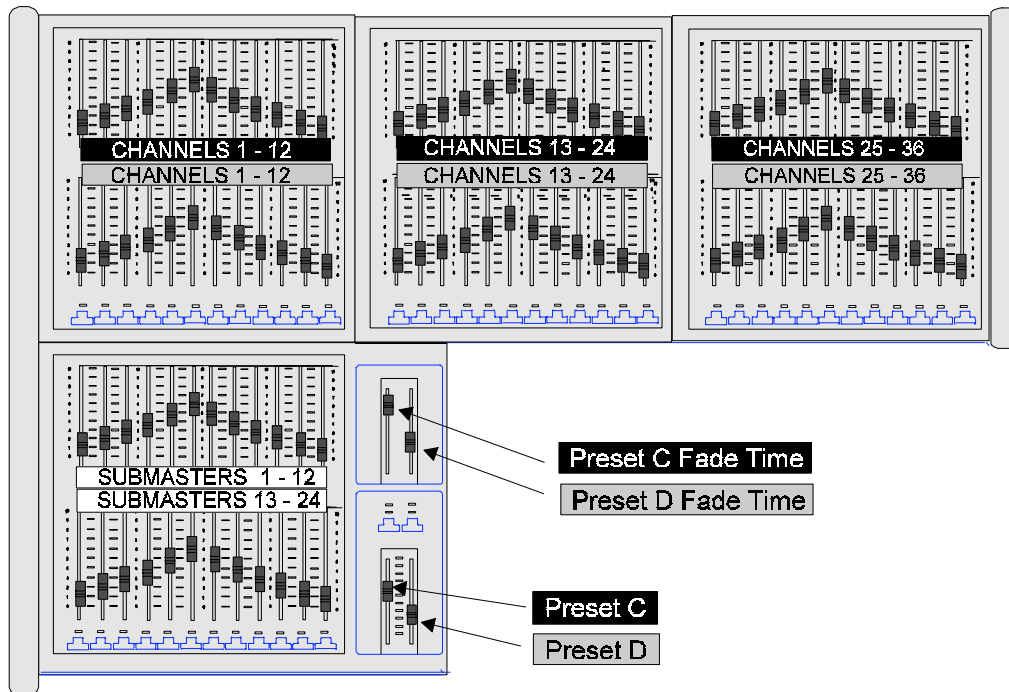 CHANNELS 1 - 12
CHANNELS 1 - 12
CHANNELS 13 - 24
CHANNELS 13 - 24
CHANNELS 25 - 36
CHANNELS 25 - 36
SUBMASTERS 1 - 12
SUBMASTERS 13 - 24
Preset C Fade Time
Preset D Fade Time
Preset C
Preset D